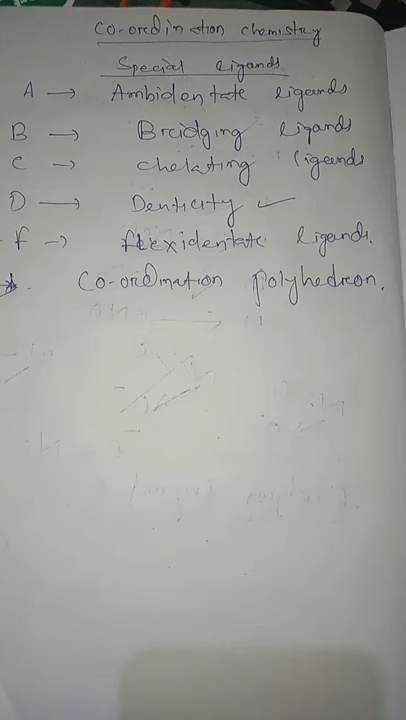 Co-ordination chemistry
Special ligands
A → Ambidentate ligands
B → Bridging ligands
C → chelating ligands
D → Denticity ✓
F → flexidentate ligands.
*. Co-ordination polyhedron.